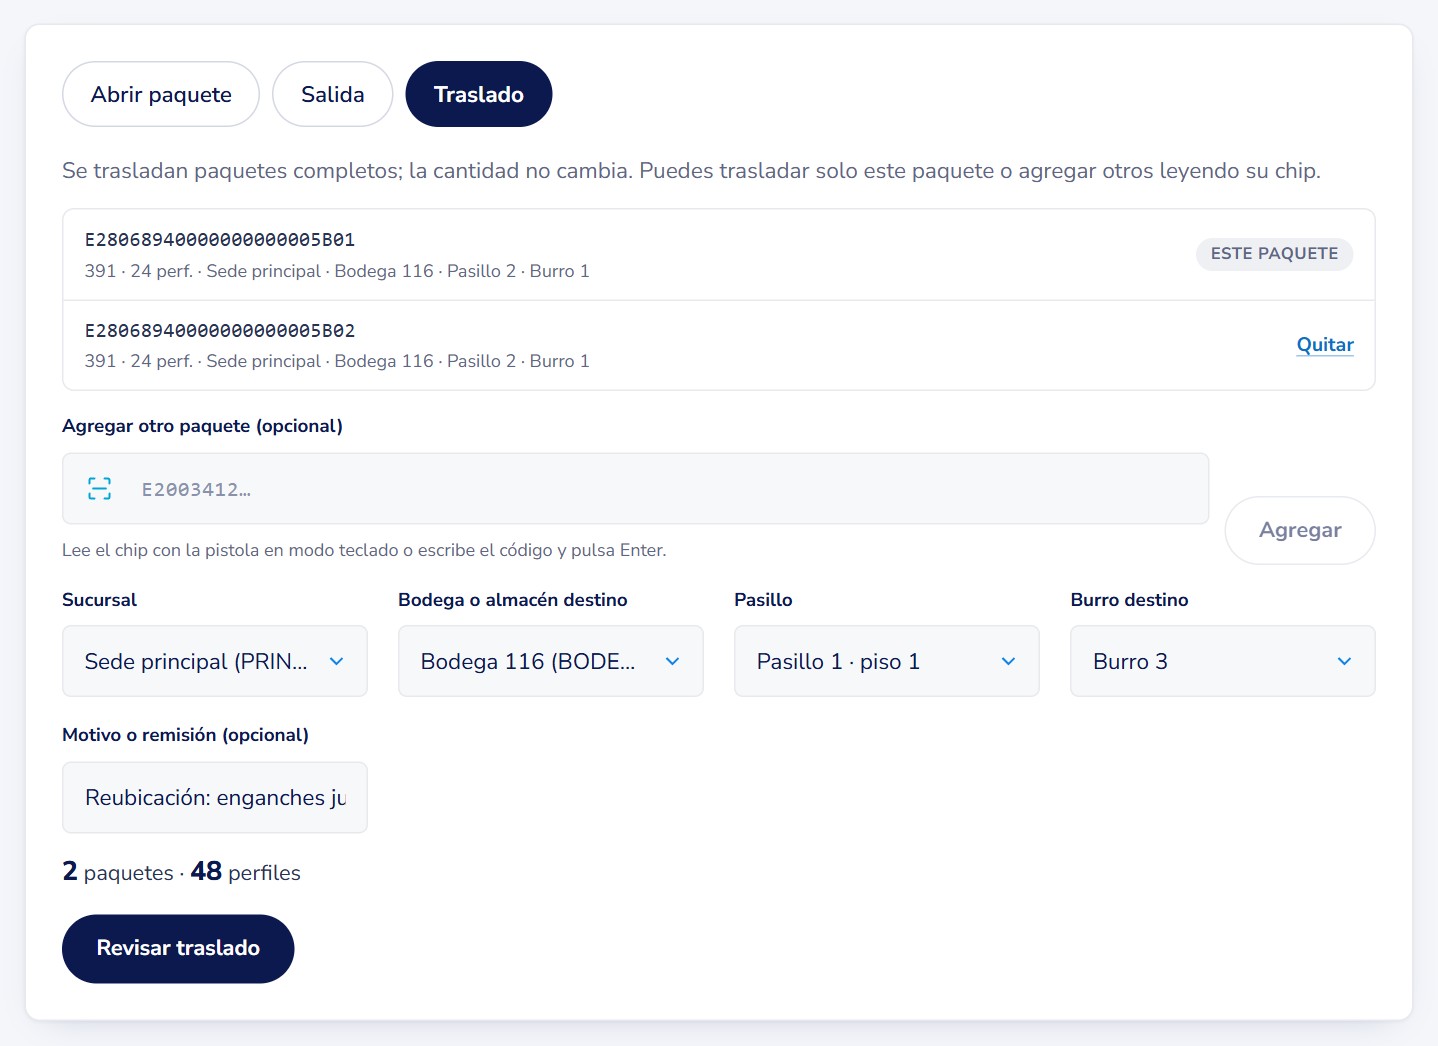 Abrir paquete Salida Traslado
Se trasladan paquetes completos; la cantidad no cambia. Puedes trasladar solo este paquete o agregar otros leyendo su chip.
E28068940000000000005B01
391 · 24 perf. · Sede principal · Bodega 116 · Pasillo 2 · Burro 1
ESTE PAQUETE
E28068940000000000005B02
391 · 24 perf. · Sede principal · Bodega 116 · Pasillo 2 · Burro 1
Quitar
Agregar otro paquete (opcional)
E2003412…
Agregar
Lee el chip con la pistola en modo teclado o escribe el código y pulsa Enter.
Sucursal Bodega o almacén destino Pasillo Burro destino
Sede principal (PRIN... Bodega 116 (BODE... Pasillo 1 · piso 1 Burro 3
Motivo o remisión (opcional)
Reubicación: enganches ju
2 paquetes · 48 perfiles
Revisar traslado